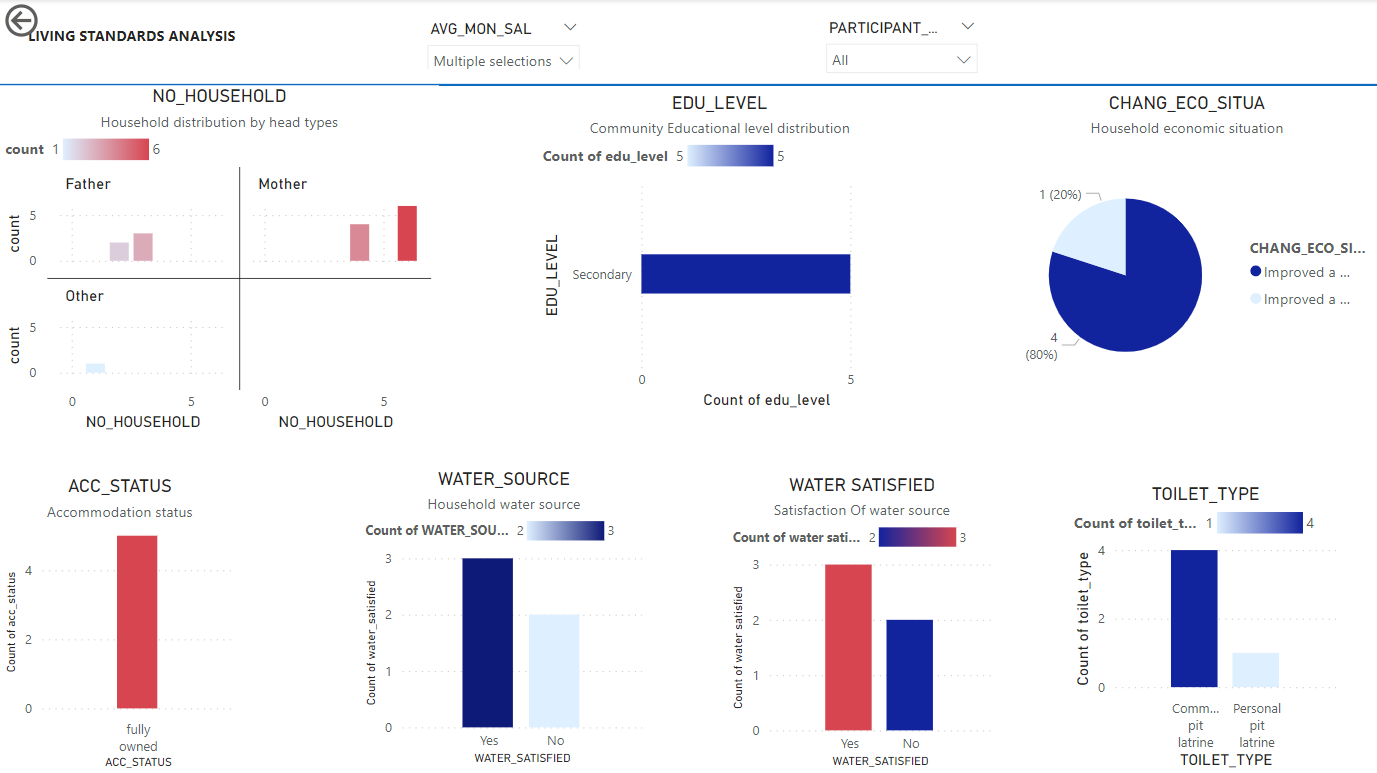 LIVING STANDARDS ANALYSIS
AVG_MON_SAL
Multiple selections
PARTICIPANT_...
All
NO_HOUSEHOLD
Household distribution by head types
count 1 6
Father
Mother
count
5
0
Other
count
5
0
0 5
0 5
NO_HOUSEHOLD
NO_HOUSEHOLD
EDU_LEVEL
Community Educational level distribution
Count of edu_level 5 5
EDU_LEVEL
Secondary
0 5
Count of edu_level
CHANG_ECO_SITUA
Household economic situation
1 (20%)
4
(80%)
CHANG_ECO_SI...
Improved a ...
Improved a ...
ACC_STATUS
Accommodation status
Count of acc_status
4
2
0
fully
owned
ACC_STATUS
WATER_SOURCE
Household water source
Count of WATER_SOU... 2 3
Count of water_satisfied
3
2
1
0
Yes No
WATER_SATISFIED
WATER SATISFIED
Satisfaction Of water source
Count of water sati... 2 3
Count of water satisfied
3
2
1
0
Yes No
WATER_SATISFIED
TOILET_TYPE
Count of toilet_t... 1 4
Count of toilet_type
4
2
0
Comm...
pit
latrine
Personal
pit
latrine
TOILET_TYPE